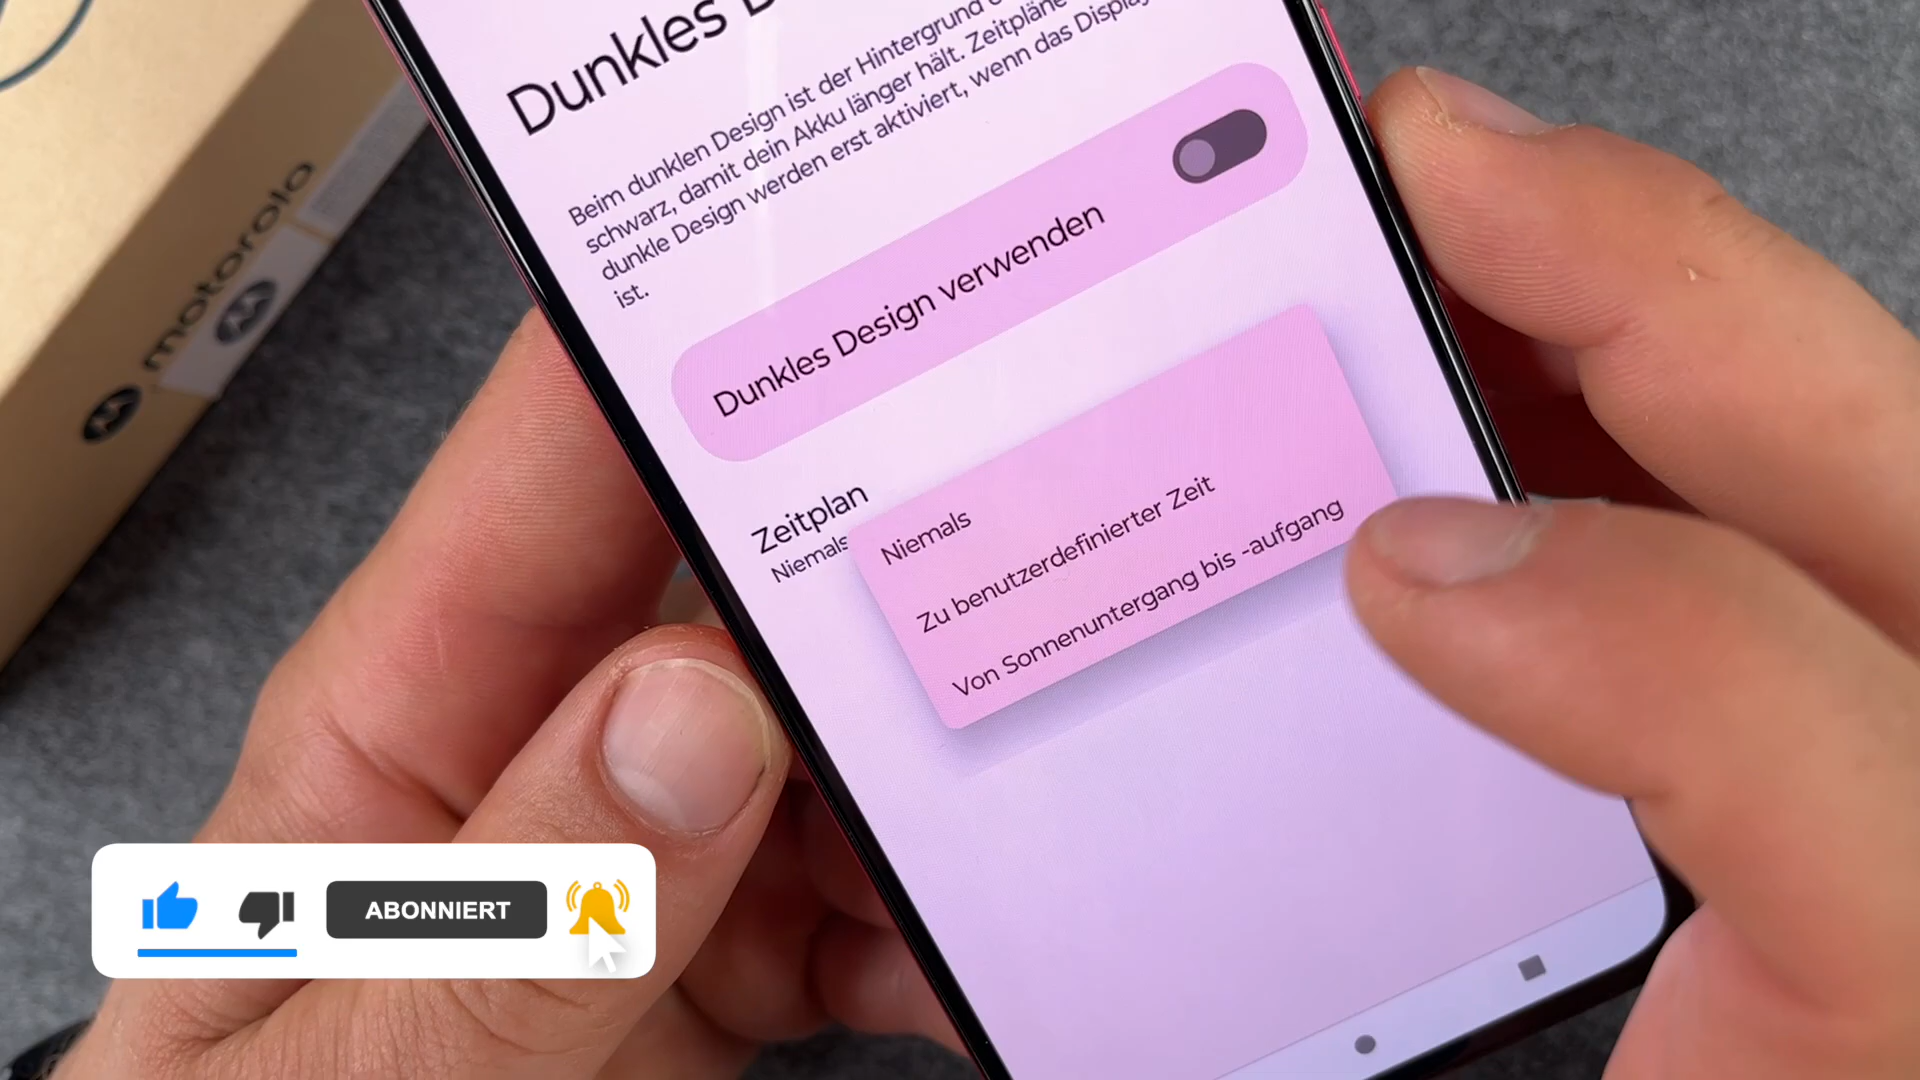 Dunkles
Beim dunklen Design ist der Hintergrund
schwarz, damit dein Akku länger hält. Zeitpläne
dunkle Design werden erst aktiviert, wenn das Display
ist.
Dunkles Design verwenden
Zeitplan
Niemals
Niemals
Zu benutzerdefinierter Zeit
Von Sonnenuntergang bis -aufgang
motorola
ABONNIERT